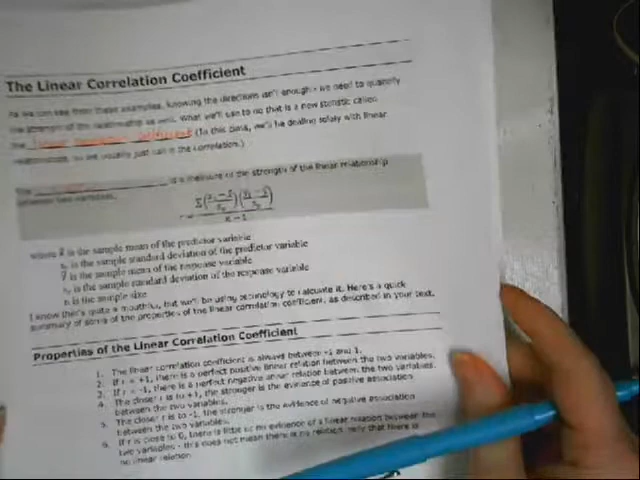 The Linear Correlation Coefficient
As we can see from these examples, knowing the directions isn't enough - we need to quantify
the strength of the relationship as well. What we'll use to do that is a new statistic called
the linear correlation coefficient (In this class, we'll be dealing solely with linear
relationships, so we usually just call it the correlation.)
The is a measure of the strength of the linear relationship
between two variables.
where x̄ is the sample mean of the predictor variable
is the sample standard deviation of the predictor variable
ȳ is the sample mean of the response variable
is the sample standard deviation of the response variable
n is the sample size
I know that's quite a mouthful, but we'll be using technology to calculate it. Here's a quick
summary of some of the properties of the linear correlation coefficient, as described in your text.
Properties of the Linear Correlation Coefficient
1. The linear correlation coefficient is always between -1 and 1.
2. If r = +1, there is a perfect positive linear relation between the two variables.
3. If r = -1, there is a perfect negative linear relation between the two variables.
4. The closer r is to +1, the stronger is the evidence of positive association
between the two variables.
5. The closer r is to -1, the stronger is the evidence of negative association
between the two variables.
6. If r is close to 0, there is little or no evidence of a linear relation between the
two variables - this does not mean there is no relation, only that there is
no linear relation.